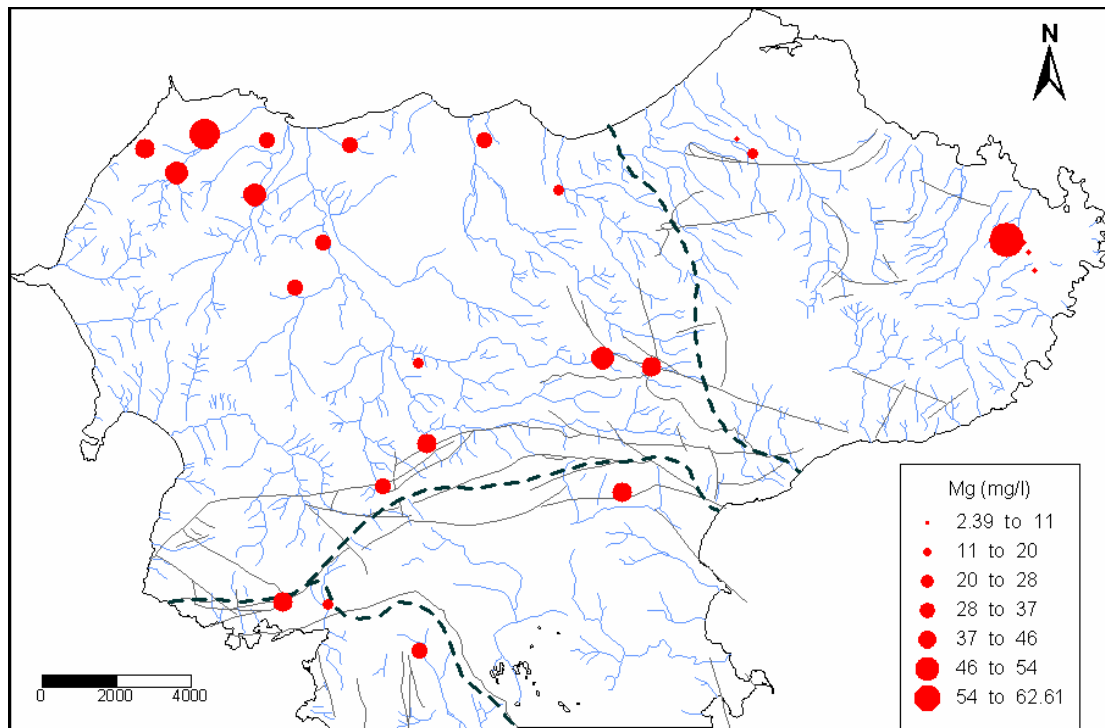 N
Mg (mg/l)
2.39 to 11
11 to 20
20 to 28
28 to 37
37 to 46
46 to 54
54 to 62.61
0 2000 4000